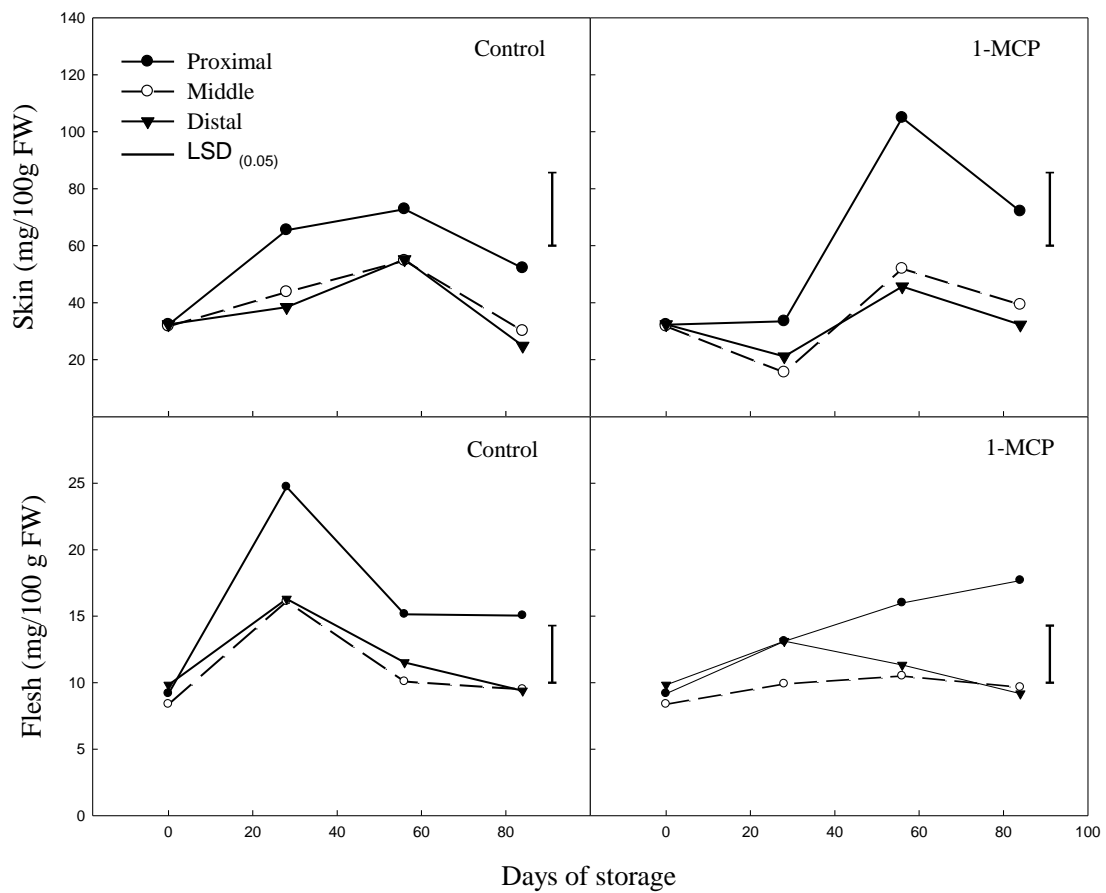 140
120
100
80
60
40
20
Skin (mg/100g FW)
Proximal
Middle
Distal
LSD (0.05)
Control
1-MCP
25
20
15
10
5
0
Flesh (mg/100 g FW)
Control
1-MCP
0 20 40 60 80
0 20 40 60 80 100
Days of storage